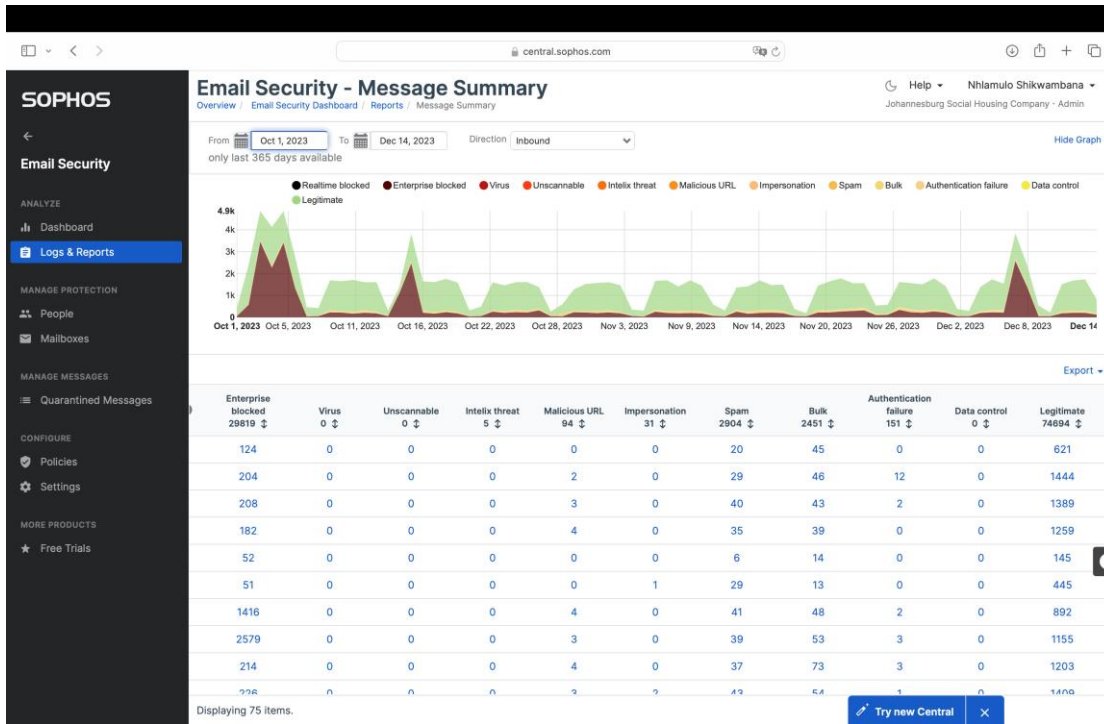 central.sophos.com
SOPHOS
Email Security
ANALYZE
Dashboard
Logs & Reports
MANAGE PROTECTION
People
Mailboxes
MANAGE MESSAGES
Quarantined Messages
CONFIGURE
Policies
Settings
MORE PRODUCTS
Free Trials
Email Security - Message Summary
Overview / Email Security Dashboard / Reports / Message Summary
Help Nhlamulo Shikwambana
Johannesburg Social Housing Company - Admin
From Oct 1, 2023 To Dec 14, 2023 Direction Inbound Hide Graph
only last 365 days available
Realtime blocked Enterprise blocked Virus Unscannable Intelix threat Malicious URL Impersonation Spam Bulk Authentication failure Data control
Legitimate
4.9k
4k
3k
2k
1k
0
Oct 1, 2023 Oct 5, 2023 Oct 11, 2023 Oct 16, 2023 Oct 22, 2023 Oct 28, 2023 Nov 3, 2023 Nov 9, 2023 Nov 14, 2023 Nov 20, 2023 Nov 26, 2023 Dec 2, 2023 Dec 8, 2023 Dec 14
Export
Enterprise Authentication
blocked Virus Unscannable Intelix threat Malicious URL Impersonation Spam Bulk failure Data control Legitimate
29819 0 0 5 94 31 2904 2451 151 0 74694
124 0 0 0 0 0 20 45 0 0 621
204 0 0 0 2 0 29 46 12 0 1444
208 0 0 0 3 0 40 43 2 0 1389
182 0 0 0 4 0 35 39 0 0 1259
52 0 0 0 0 0 6 14 0 0 145
51 0 0 0 0 1 29 13 0 0 445
1416 0 0 0 4 0 41 48 2 0 892
2579 0 0 0 3 0 39 53 3 0 1155
214 0 0 0 4 0 37 73 3 0 1203
226 0 0 0 3 2 43 54 1 0 1409
Displaying 75 items.
Try new Central